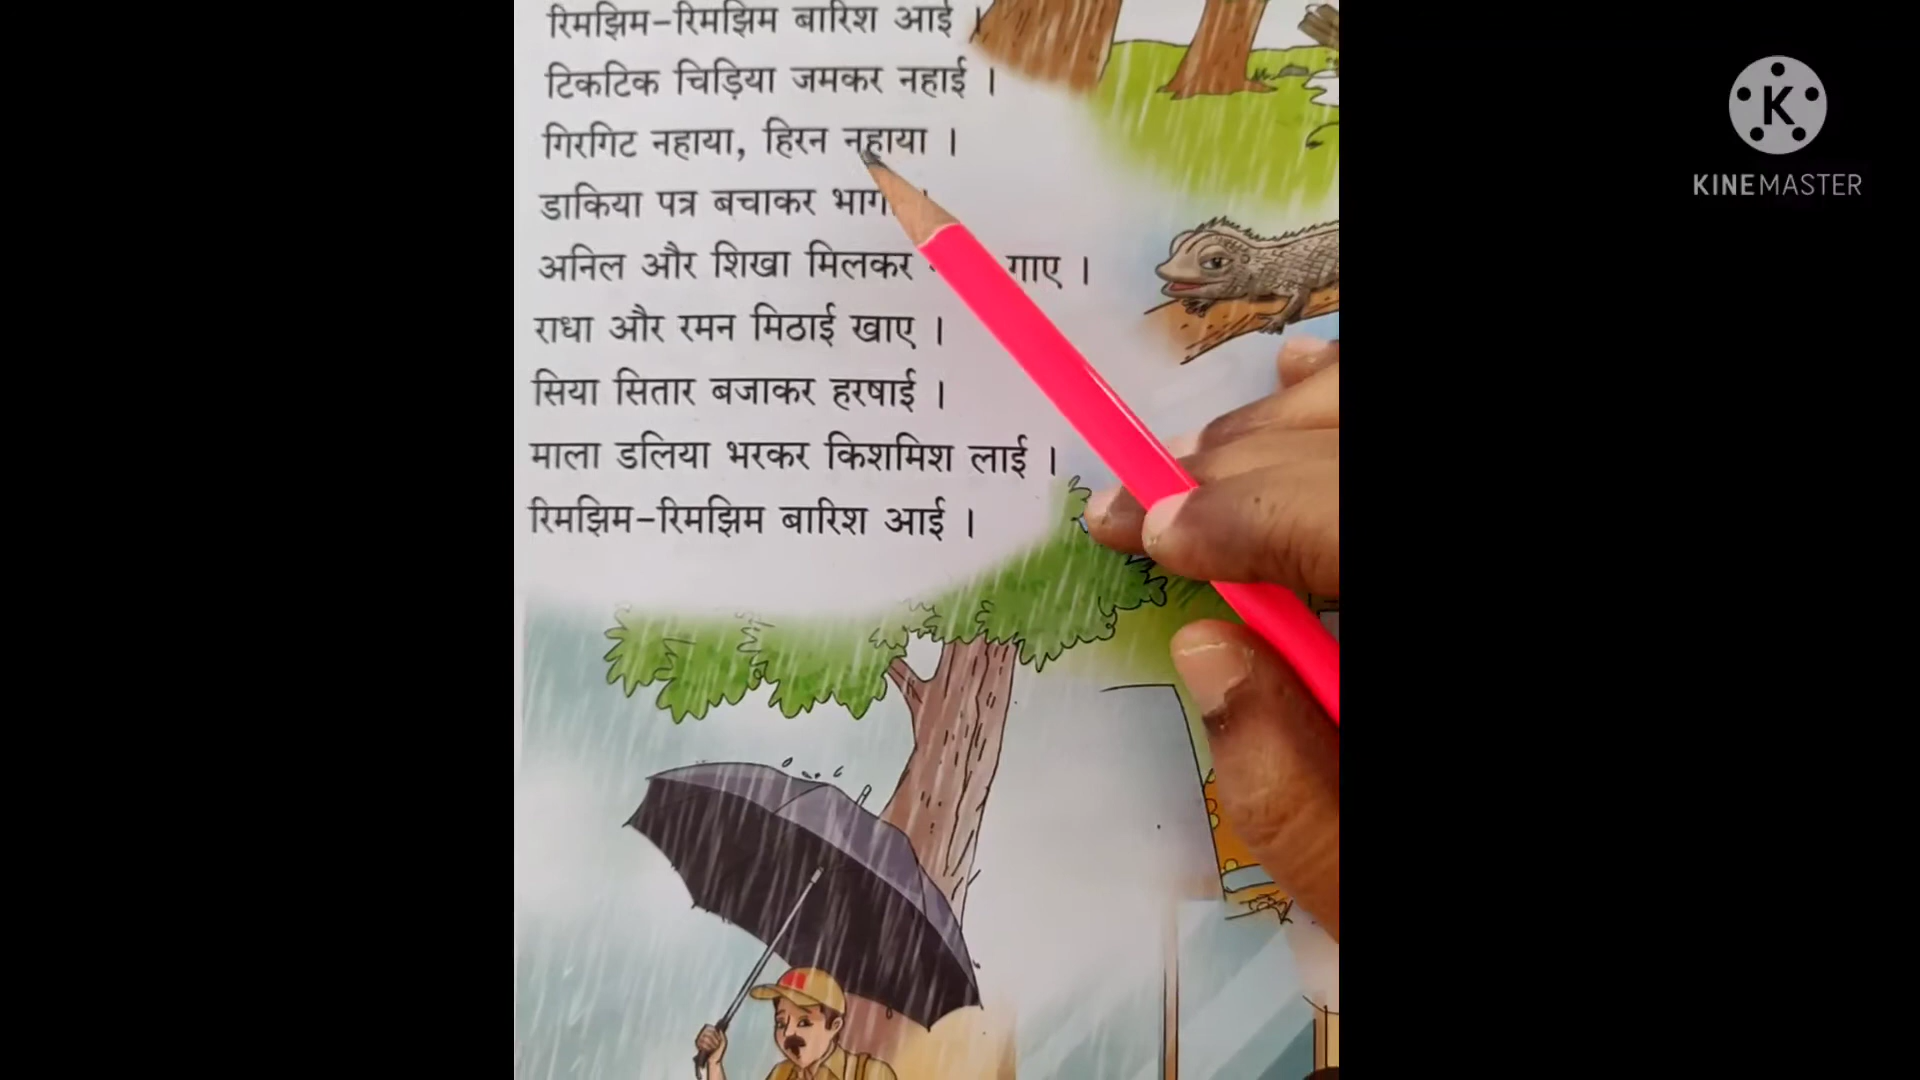 रिमझिम-रिमझिम बारिश आई ।
टिकटिक चिड़िया जमकर नहाई ।
गिरगिट नहाया, हिरन नहाया ।
डाकिया पत्र बचाकर
अनिल और शिखा मिलकर गाए ।
राधा और रमन मिठाई खाए ।
सिया सितार बजाकर हरषाई ।
माला डलिया भरकर किशमिश लाई ।
रिमझिम-रिमझिम बारिश आई ।
K
KINEMASTER